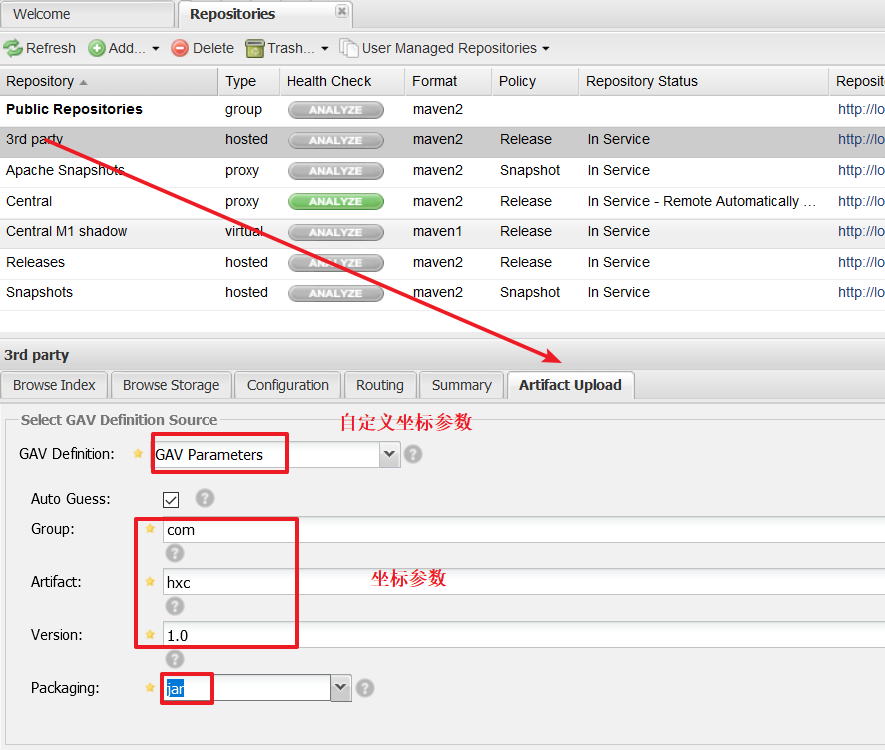 Welcome Repositories
Refresh Add... Delete Trash... User Managed Repositories
Repository Type Health Check Format Policy Repository Status Reposit
Public Repositories group ANALYZE maven2 http://lo
3rd party hosted ANALYZE maven2 Release In Service http://lo
Apache Snapshots proxy ANALYZE maven2 Snapshot In Service http://lo
Central proxy ANALYZE maven2 Release In Service - Remote Automatically ... http://lo
Central M1 shadow virtual ANALYZE maven1 Release In Service http://lo
Releases hosted ANALYZE maven2 Release In Service http://lo
Snapshots hosted ANALYZE maven2 Snapshot In Service http://lo
3rd party
Browse Index Browse Storage Configuration Routing Summary Artifact Upload
Select GAV Definition Source
自定义坐标参数
GAV Definition: GAV Parameters
Auto Guess:
Group: com
Artifact: hxc
坐标参数
Version: 1.0
Packaging: jar